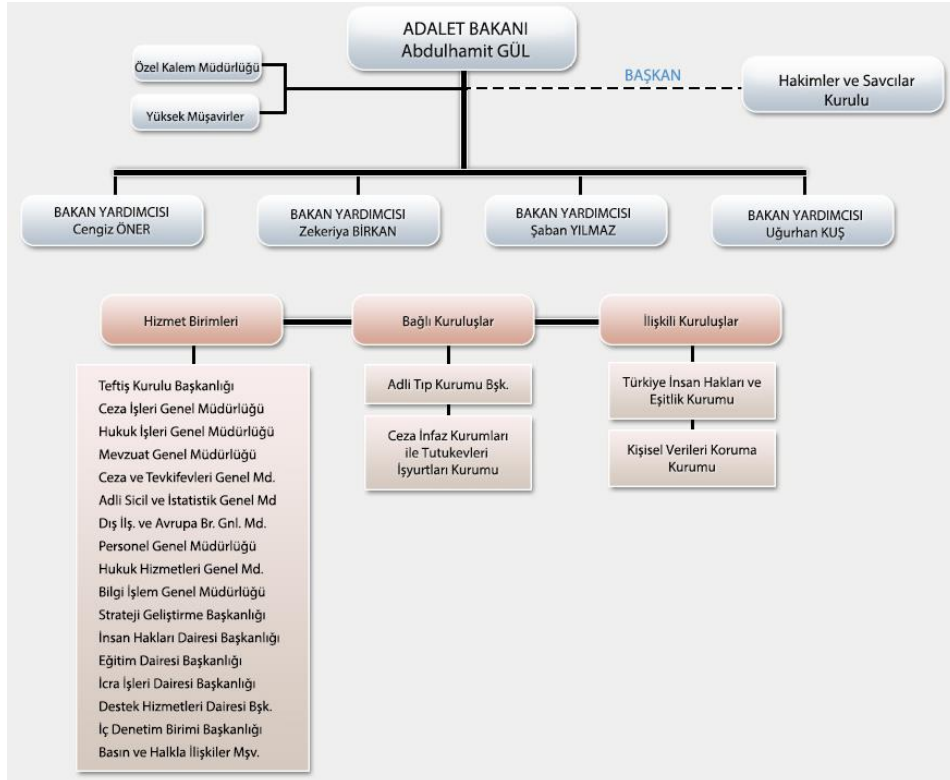 ADALET BAKANI
Abdulhamit GÜL
Özel Kalem Müdürlüğü
Yüksek Müşavirler
BAŞKAN
Hakimler ve Savcılar
Kurulu
BAKAN YARDIMCISI
Cengiz ÖNER
BAKAN YARDIMCISI
Zekeriya BİRKAN
BAKAN YARDIMCISI
Şaban YILMAZ
BAKAN YARDIMCISI
Uğurhan KUŞ
Hizmet Birimleri
Teftiş Kurulu Başkanlığı
Ceza İşleri Genel Müdürlüğü
Hukuk İşleri Genel Müdürlüğü
Mevzuat Genel Müdürlüğü
Ceza ve Tevkifevleri Genel Md.
Adli Sicil ve İstatistik Genel Md
Dış İlş. ve Avrupa Br. Gnl. Md.
Personel Genel Müdürlüğü
Hukuk Hizmetleri Genel Md.
Bilgi İşlem Genel Müdürlüğü
Strateji Geliştirme Başkanlığı
İnsan Hakları Dairesi Başkanlığı
Eğitim Dairesi Başkanlığı
İcra İşleri Dairesi Başkanlığı
Destek Hizmetleri Dairesi Bşk.
İç Denetim Birimi Başkanlığı
Basın ve Halkla İlişkiler Mşv.
Bağlı Kuruluşlar
Adli Tıp Kurumu Bşk.
Ceza İnfaz Kurumları
ile Tutukevleri
İşyurtları Kurumu
İlişkili Kuruluşlar
Türkiye İnsan Hakları ve
Eşitlik Kurumu
Kişisel Verileri Koruma
Kurumu